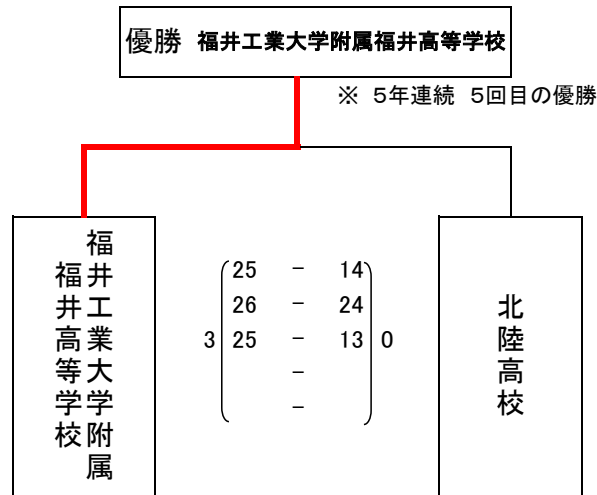 優勝 福井工業大学附属福井高等学校
※ 5年連続 5回目の優勝
福井工業大学附属
福井高等学校
25 - 14
26 - 24
3 25 - 13 0
-
-
北陸高校